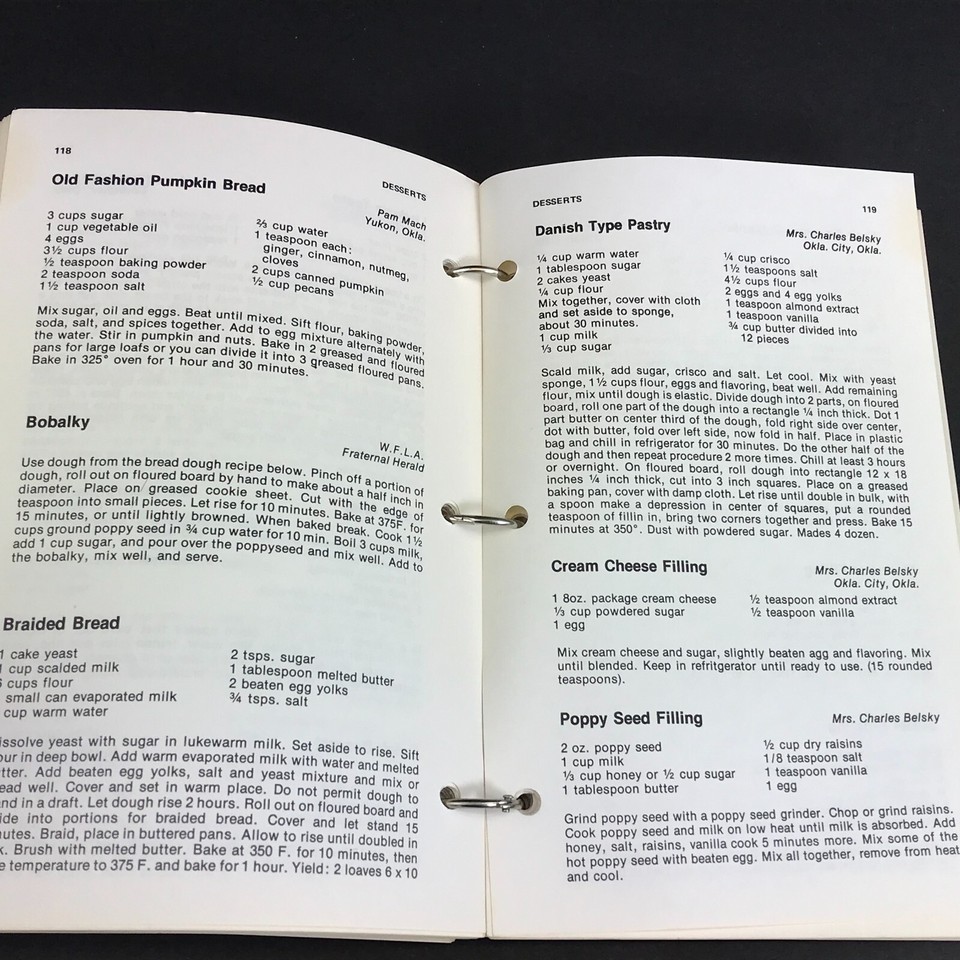 118
DESSERTS
Old Fashion Pumpkin Bread
Pam Mach
Yukon, Okla.
3 cups sugar
1 cup vegetable oil
4 eggs
3½ cups flour
½ teaspoon baking powder
2 teaspoon soda
1½ teaspoon salt
⅔ cup water
1 teaspoon each:
ginger, cinnamon, nutmeg,
cloves
2 cups canned pumpkin
½ cup pecans
Mix sugar, oil and eggs. Beat until mixed. Sift flour, baking powder,
soda, salt, and spices together. Add to egg mixture alternately with
the water. Stir in pumpkin and nuts. Bake in 2 greased and floured
pans for large loafs or you can divide it into 3 greased floured pans.
Bake in 325° oven for 1 hour and 30 minutes.
Bobalky
W.F.L.A.
Fraternal Herald
Use dough from the bread dough recipe below. Pinch off a portion of
dough, roll out on floured board by hand to make about a half inch in
diameter. Place on greased cookie sheet. Cut with the edge of
teaspoon into small pieces. Let rise for 10 minutes. Bake at 375F. for
15 minutes, or until lightly browned. When baked break. Cook 1½
cups ground poppy seed in ¾ cup water for 10 min. Boil 3 cups milk,
add 1 cup sugar, and pour over the poppyseed and mix well. Add to
the bobalky, mix well, and serve.
Braided Bread
1 cake yeast
1 cup scalded milk
cups flour
small can evaporated milk
cup warm water
2 tsps. sugar
1 tablespoon melted butter
2 beaten egg yolks
¾ tsps. salt
issolve yeast with sugar in lukewarm milk. Set aside to rise. Sift
our in deep bowl. Add warm evaporated milk with water and melted
tter. Add beaten egg yolks, salt and yeast mixture and mix or
ead well. Cover and set in warm place. Do not permit dough to
nd in a draft. Let dough rise 2 hours. Roll out on floured board and
ide into portions for braided bread. Cover and let stand 15
nutes. Braid, place in buttered pans. Allow to rise until doubled in
k. Brush with melted butter. Bake at 350 F. for 10 minutes, then
e temperature to 375 F. and bake for 1 hour. Yield: 2 loaves 6 x 10
DESSERTS
119
Danish Type Pastry
Mrs. Charles Belsky
Okla. City, Okla.
¼ cup warm water
1 tablespoon sugar
2 cakes yeast
¼ cup flour
Mix together, cover with cloth
and set aside to sponge,
about 30 minutes.
1 cup milk
⅓ cup sugar
¼ cup crisco
1½ teaspoons salt
4½ cups flour
2 eggs and 4 egg yolks
1 teaspoon almond extract
1 teaspoon vanilla
¾ cup butter divided into
12 pieces
Scald milk, add sugar, crisco and salt. Let cool. Mix with yeast
sponge, 1½ cups flour, eggs and flavoring, beat well. Add remaining
flour, mix until dough is elastic. Divide dough into 2 parts, on floured
board, roll one part of the dough into a rectangle ¼ inch thick. Dot 1
part butter on center third of the dough, fold right side over center,
dot with butter, fold over left side, now fold in half. Place in plastic
bag and chill in refrigerator for 30 minutes. Do the other half of the
dough and then repeat procedure 2 more times. Chill at least 3 hours
or overnight. On floured board, roll dough into rectangle 12 x 18
inches ¼ inch thick, cut into 3 inch squares. Place on a greased
baking pan, cover with damp cloth. Let rise until double in bulk, with
a spoon make a depression in center of squares, put a rounded
teaspoon of fillin in, bring two corners together and press. Bake 15
minutes at 350°. Dust with powdered sugar. Mades 4 dozen.
Cream Cheese Filling
Mrs. Charles Belsky
Okla. City, Okla.
1 8oz. package cream cheese
⅓ cup powdered sugar
1 egg
½ teaspoon almond extract
½ teaspoon vanilla
Mix cream cheese and sugar, slightly beaten agg and flavoring. Mix
until blended. Keep in refritgerator until ready to use. (15 rounded
teaspoons).
Poppy Seed Filling
Mrs. Charles Belsky
2 oz. poppy seed
1 cup milk
⅓ cup honey or ½ cup sugar
1 tablespoon butter
½ cup dry raisins
1/8 teaspoon salt
1 teaspoon vanilla
1 egg
Grind poppy seed with a poppy seed grinder. Chop or grind raisins.
Cook poppy seed and milk on low heat until milk is absorbed. Add
honey, salt, raisins, vanilla cook 5 minutes more. Mix some of the
hot poppy seed with beaten egg. Mix all together, remove from heat
and cool.